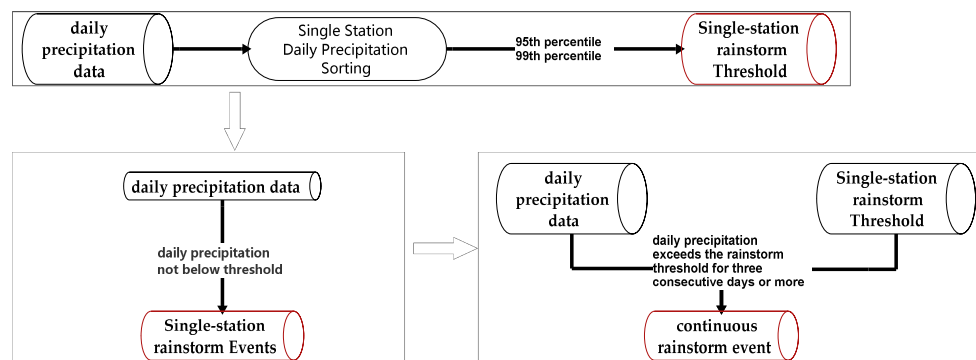 daily
precipitation
data
Single Station
Daily Precipitation
Sorting
95th percentile
99th percentile
Single-station
rainstorm
Threshold
daily precipitation data
daily precipitation
not below threshold
Single-station
rainstorm Events
daily
precipitation
data
Single-station
rainstorm
Threshold
daily precipitation
exceeds the rainstorm
threshold for three
consecutive days or more
continuous
rainstorm event